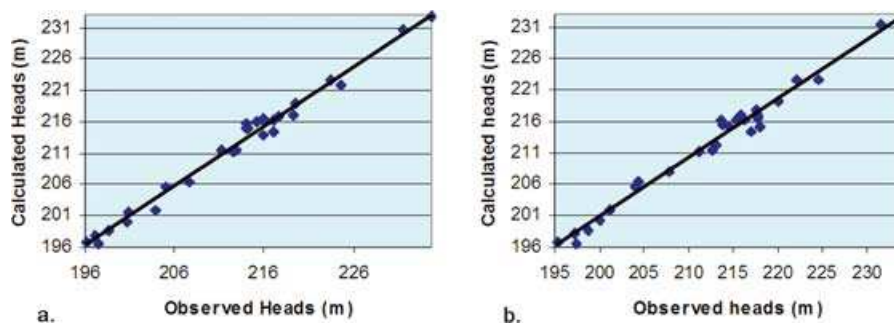 Calculated Heads (m)
231
226
221
216
211
206
201
196
196 206 216 226
Observed Heads (m)
a.
Calculated heads (m)
231
226
221
216
211
206
201
196
195 200 205 210 215 220 225 230
Observed heads (m)
b.